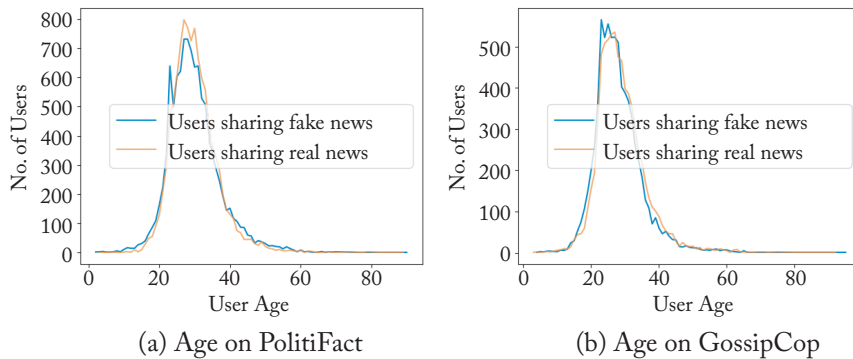 800
700
600
500
400
300
200
100
0
No. of Users
Users sharing fake news
Users sharing real news
0 20 40 60 80
User Age
(a) Age on PolitiFact
500
400
300
200
100
0
No. of Users
Users sharing fake news
Users sharing real news
0 20 40 60 80
User Age
(b) Age on GossipCop